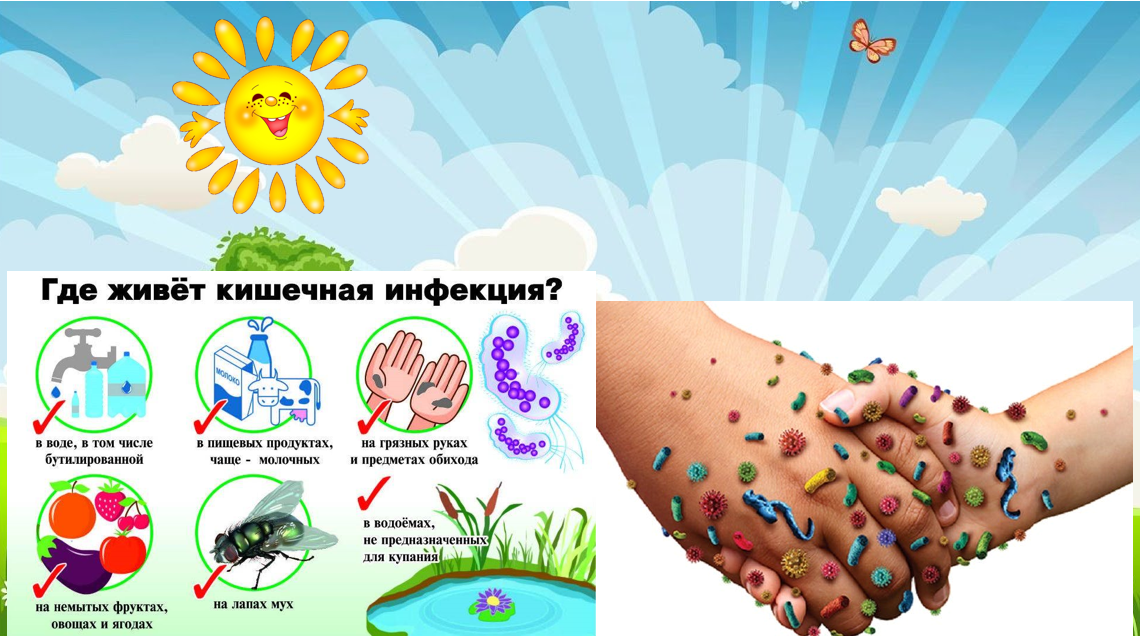 Где живёт кишечная инфекция?
МОЛОКО
в воде, в том числе
бутилированной
в пищевых продуктах,
чаще - молочных
на грязных руках
и предметах обихода
на немытых фруктах,
овощах и ягодах
на лапах мух
в водоёмах,
не предназначенных
для купания